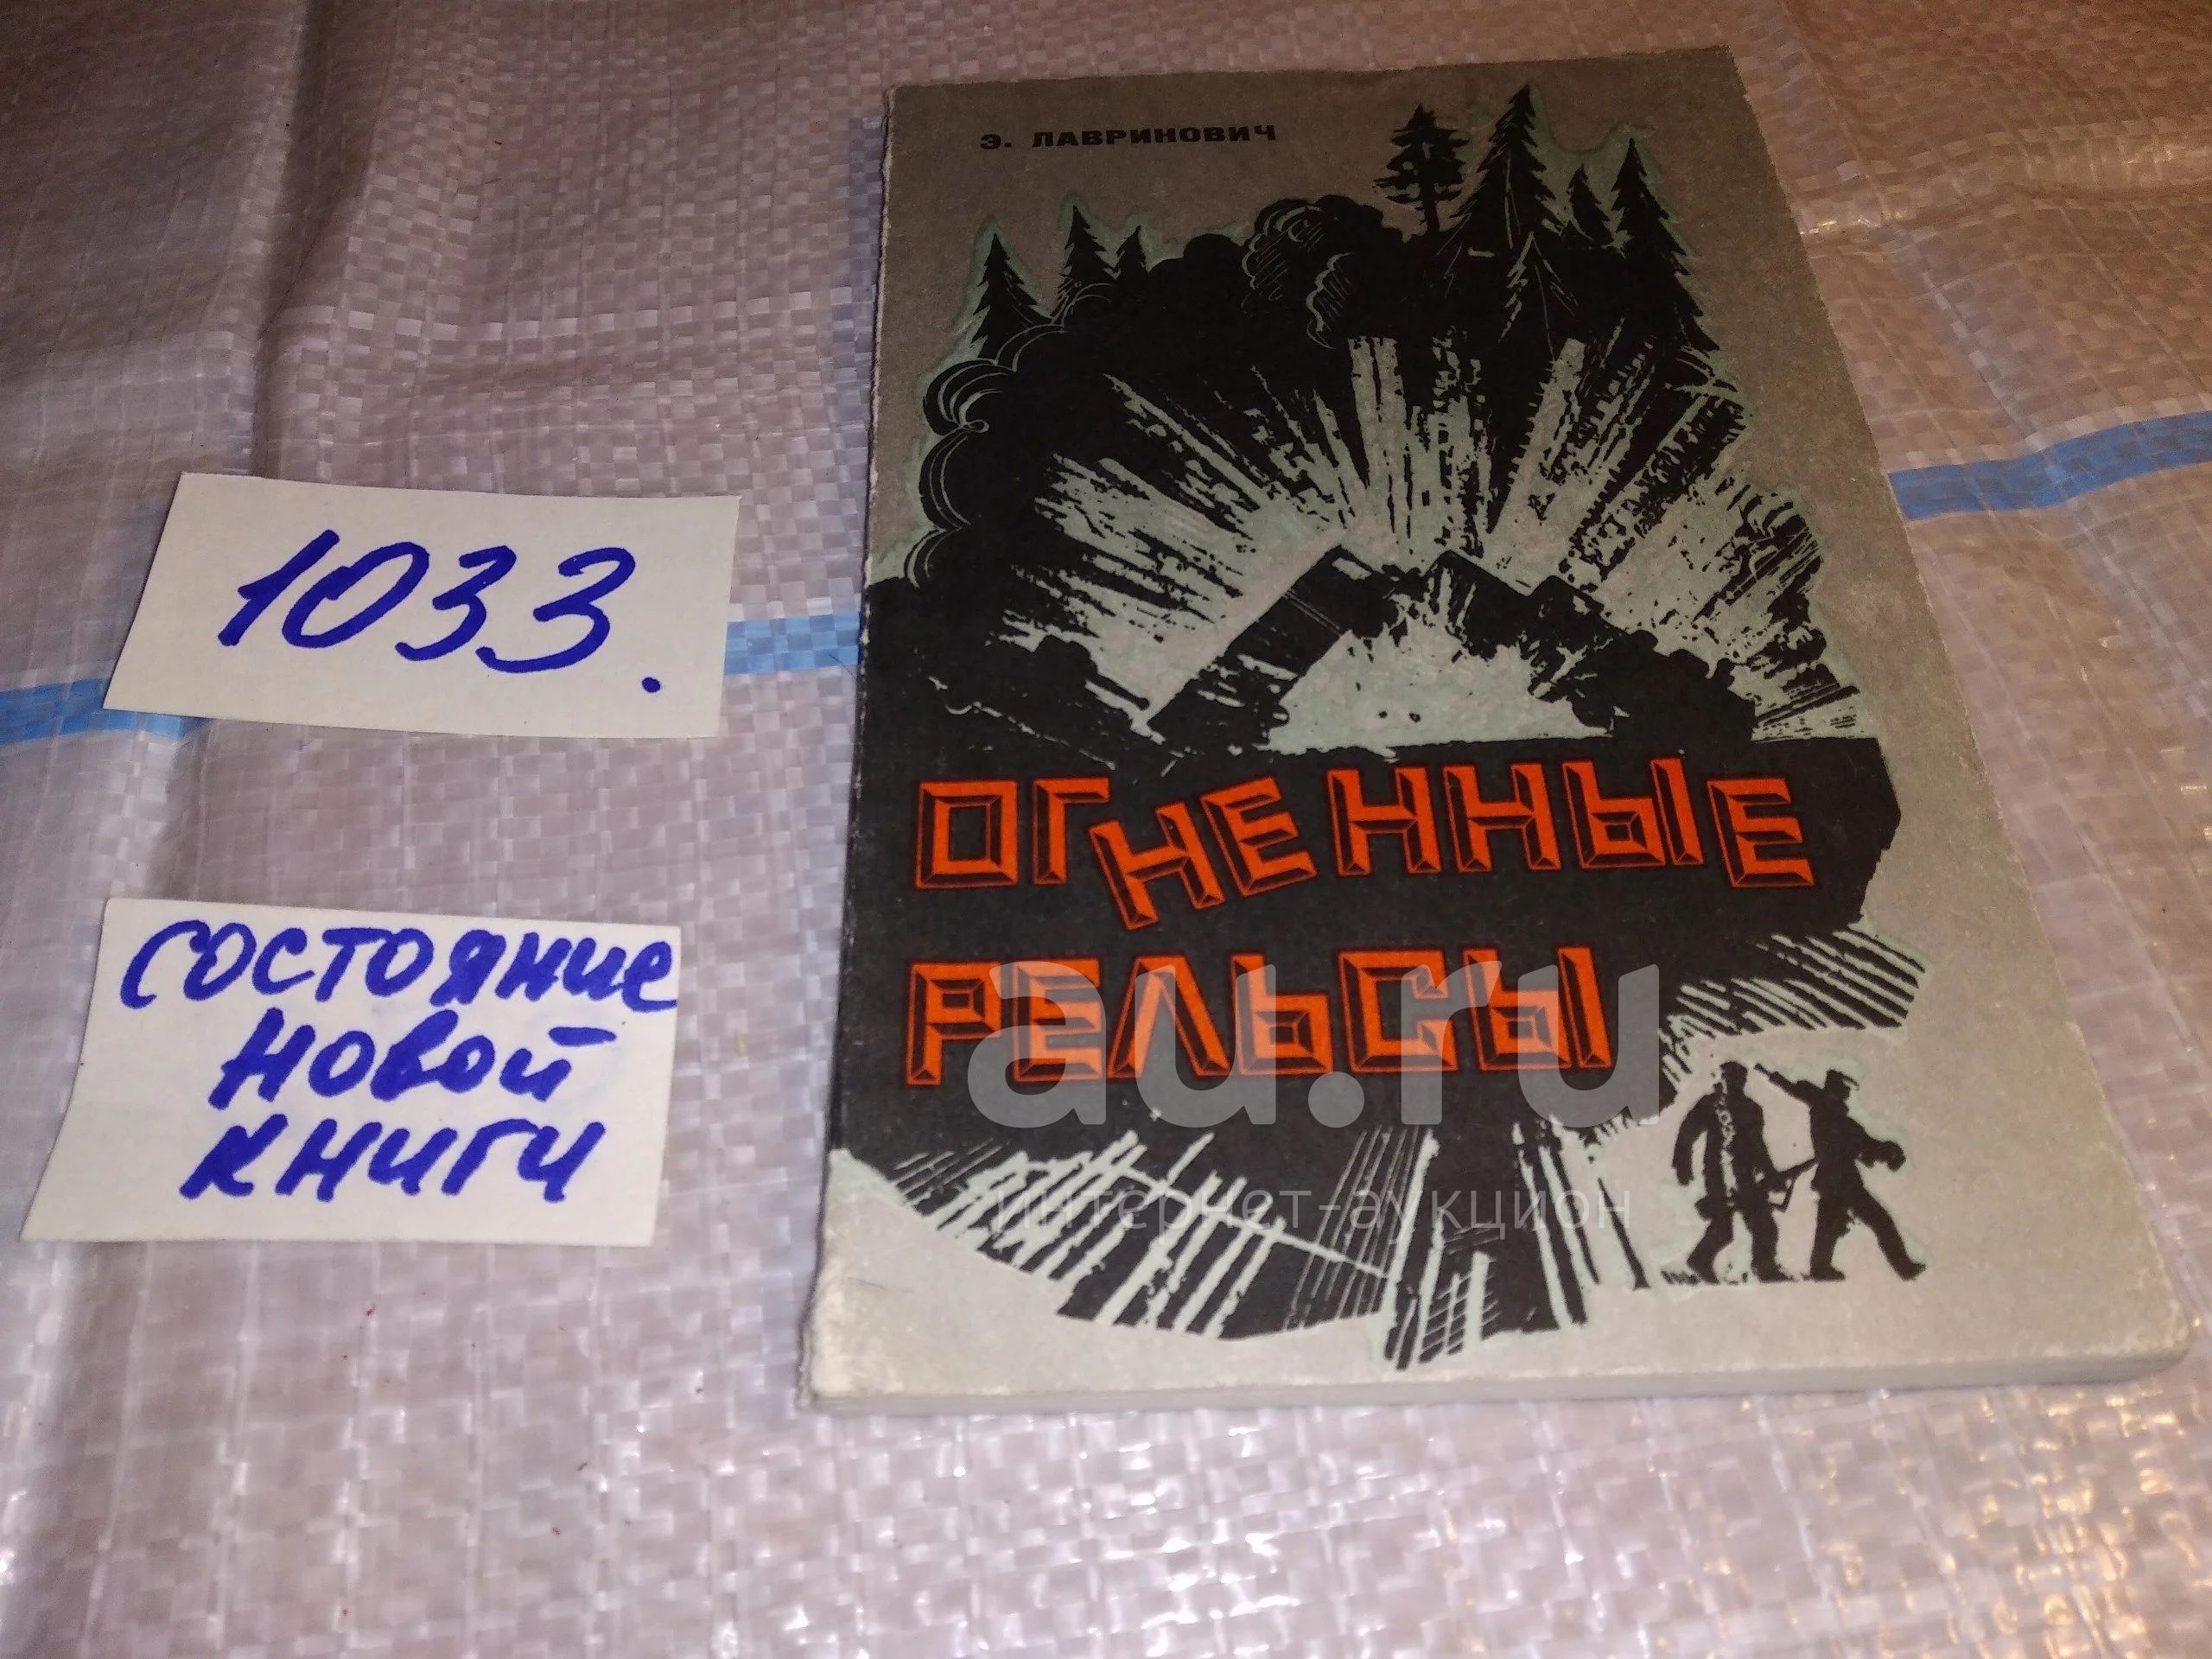 Э. ЛАВРИНОВИЧ
ОГНЕННЫЕ
РЕЛЬСЫ
1033.
состояние
новой
книги
au.ru
интернет-аукцион